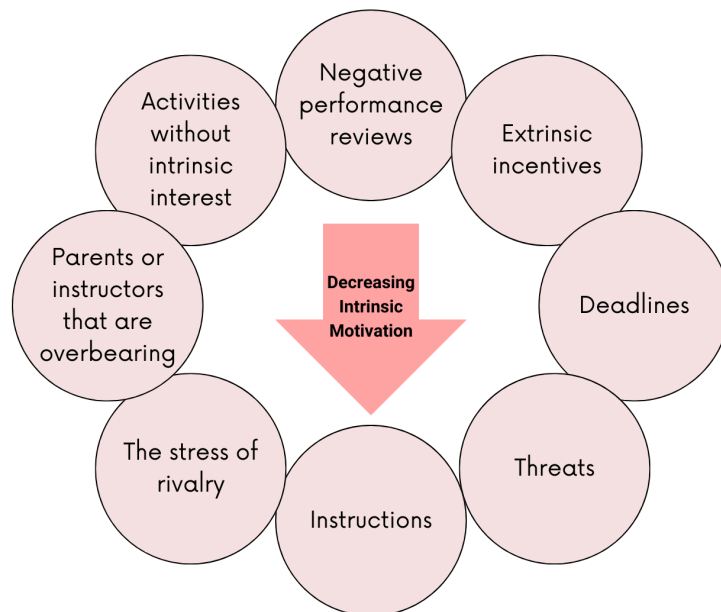 Negative
performance
reviews
Extrinsic
incentives
Deadlines
Threats
Instructions
The stress of
rivalry
Parents or
instructors
that are
overbearing
Activities
without
intrinsic
interest
Decreasing
Intrinsic
Motivation